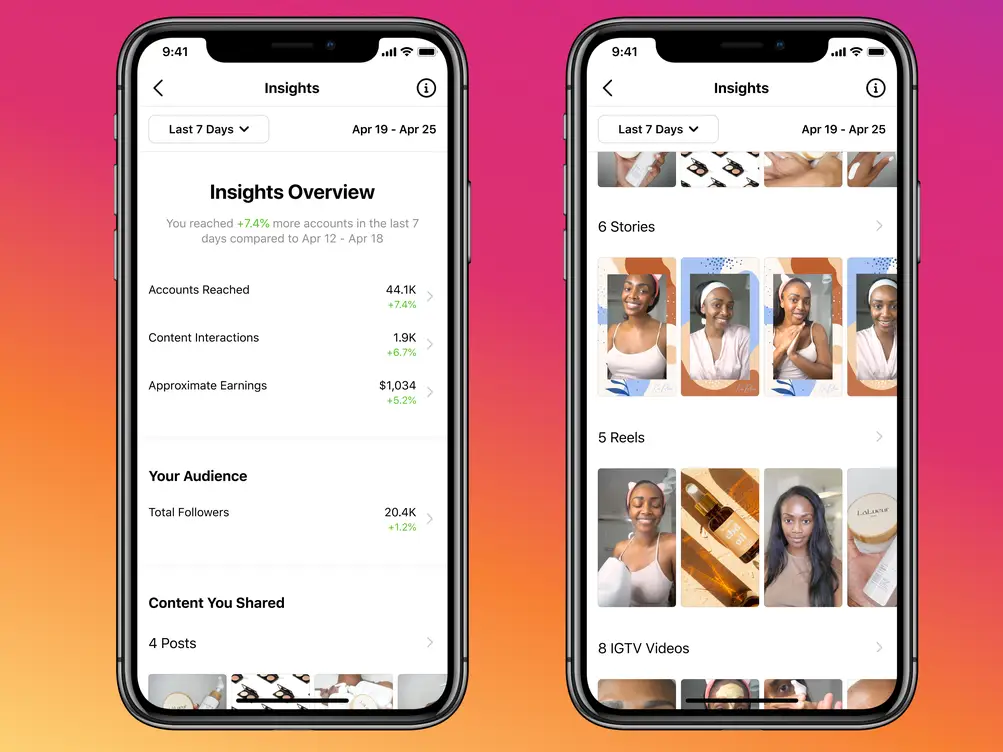 9:41
Insights
Last 7 Days
Apr 19 - Apr 25
Insights Overview
You reached +7.4% more accounts in the last 7
days compared to Apr 12 - Apr 18
Accounts Reached
44.1K
+7.4%
Content Interactions
1.9K
+6.7%
Approximate Earnings
$1,034
+5.2%
Your Audience
Total Followers
20.4K
+1.2%
Content You Shared
4 Posts
9:41
Insights
Last 7 Days
Apr 19 - Apr 25
6 Stories
5 Reels
cbd
oil
LaLueur
8 IGTV Videos